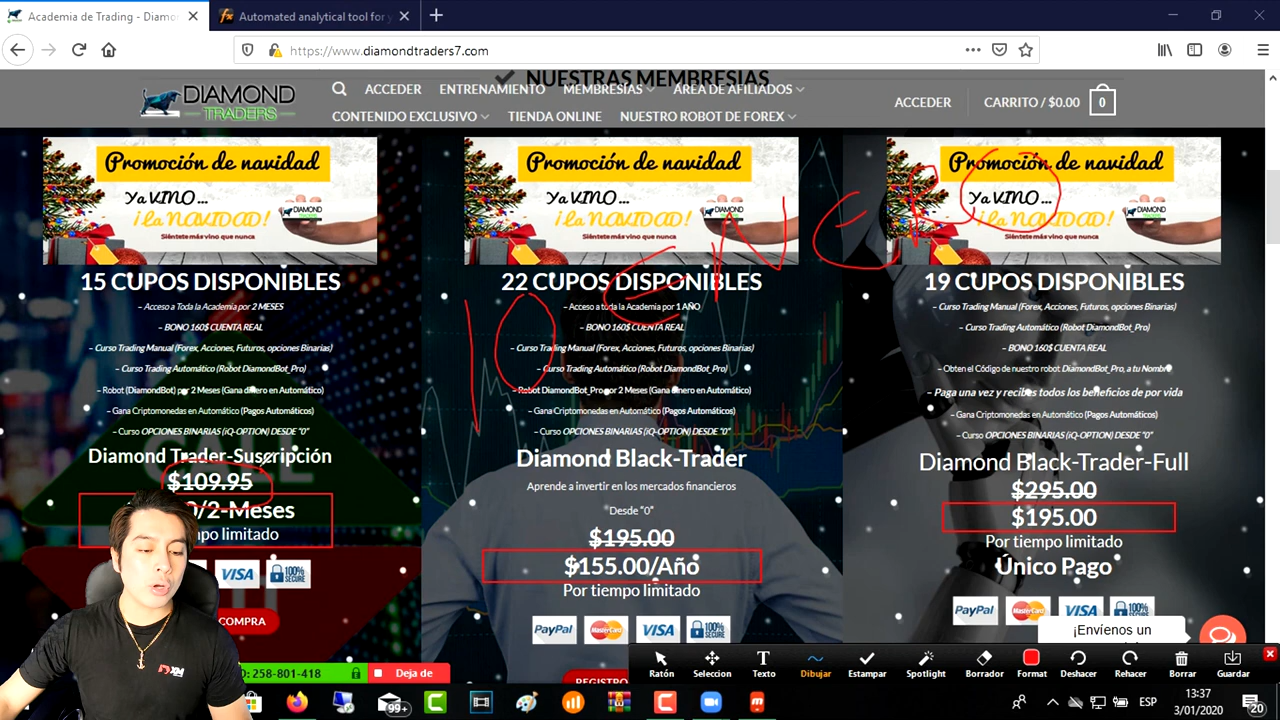 Academia de Trading - Diamo
Automated analytical tool for y
https://www.diamondtraders7.com
NUESTRAS MEMBRESIAS
DIAMOND TRADERS
ACCEDER ENTRENAMIENTO MEMBRESÍAS ÁREA DE AFILIADOS
CONTENIDO EXCLUSIVO TIENDA ONLINE NUESTRO ROBOT DE FOREX
ACCEDER CARRITO / $0.00 0
Promoción de navidad
Ya VINO...
¡la NAVIDAD!
Siéntete más vino que nunca
15 CUPOS DISPONIBLES
– Acceso a Toda la Academia por 2 MESES
– BONO 160$ CUENTA REAL
– Curso Trading Manual (Forex, Acciones, Futuros, opciones Binarias)
– Curso Trading Automático (Robot DiamondBot_Pro)
– Robot (DiamondBot) por 2 Meses (Gana dinero en Automático)
– Gana Criptomonedas en Automático (Pagos Automáticos)
– Curso OPCIONES BINARIAS (iQ-OPTION) DESDE "0"
Diamond Trader-Suscripción
$109.95
0/2-Meses
po limitado
VISA 100% SECURE
COMPRA
Promoción de navidad
Ya VINO...
¡la NAVIDAD!
Siéntete más vino que nunca
22 CUPOS DISPONIBLES
– Acceso a toda la Academia por 1 AÑO
– BONO 160$ CUENTA REAL
– Curso Trading Manual (Forex, Acciones, Futuros, opciones Binarias)
– Curso Trading Automático (Robot DiamondBot_Pro)
– Robot DiamondBot_Pro por 2 Meses (Gana dinero en Automático)
– Gana Criptomonedas en Automático (Pagos Automáticos)
– Curso OPCIONES BINARIAS (iQ-OPTION) DESDE "0"
Diamond Black-Trader
Aprende a invertir en los mercados financieros
Desde "0"
$195.00
$155.00/Año
Por tiempo limitado
PayPal MasterCard VISA 100% SECURE
REGISTRO
Promoción de navidad
Ya VINO...
¡la NAVIDAD!
Siéntete más vino que nunca
19 CUPOS DISPONIBLES
– Curso Trading Manual (Forex, Acciones, Futuros, opciones Binarias)
– Curso Trading Automático (Robot DiamondBot_Pro)
– BONO 160$ CUENTA REAL
– Obten el Código de nuestro robot DiamondBot_Pro, a tu Nombre
– Paga una vez y recibes todos los beneficios de por vida
– Gana Criptomonedas en Automático (Pagos Automáticos)
– Curso OPCIONES BINARIAS (iQ-OPTION) DESDE "0"
Diamond Black-Trader-Full
$295.00
$195.00
Por tiempo limitado
Único Pago
PayPal MasterCard VISA 100% SECURE
¡Envíenos un
10 ENER
D: 258-801-418 Deja de
Ratón Seleccion Texto Dibujar Estampar Spotlight Borrador Format Deshacer Rehacer Borrar Guardar
99+
ESP
13:37
3/01/2020
20